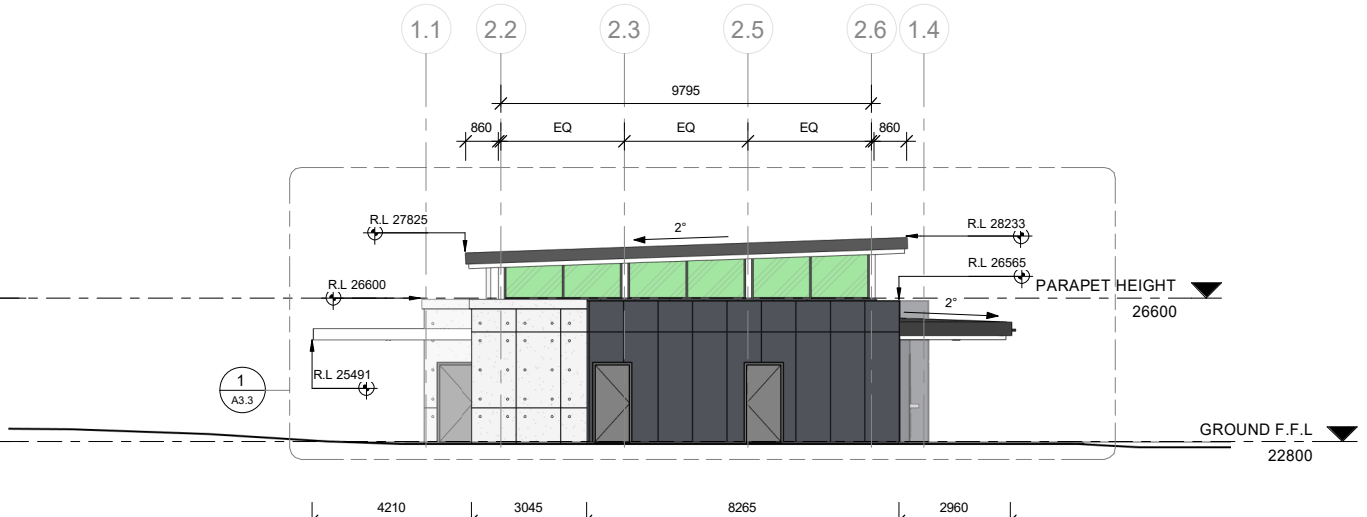 1.1 2.2 2.3 2.5 2.6 1.4
9795
860 EQ EQ EQ 860
R.L 27825
2°
R.L 28233
R.L 26565
R.L 26600
PARAPET HEIGHT
26600
2°
R.L 25491
1
A3.3
GROUND F.F.L
22800
4210 3045 8265 2960